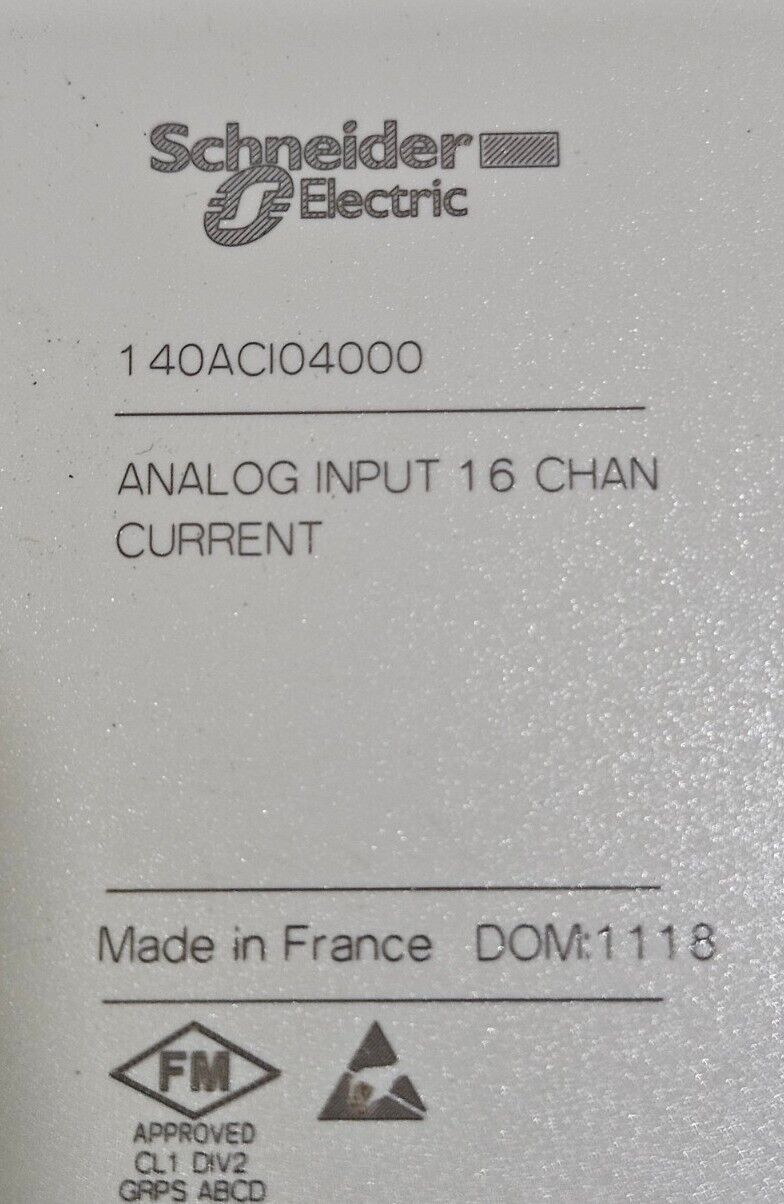 Schneider
Electric
140ACI04000
ANALOG INPUT 16 CHAN
CURRENT
Made in France DOM:1118
FM
APPROVED
CL1 DIV2
GRPS ABCD